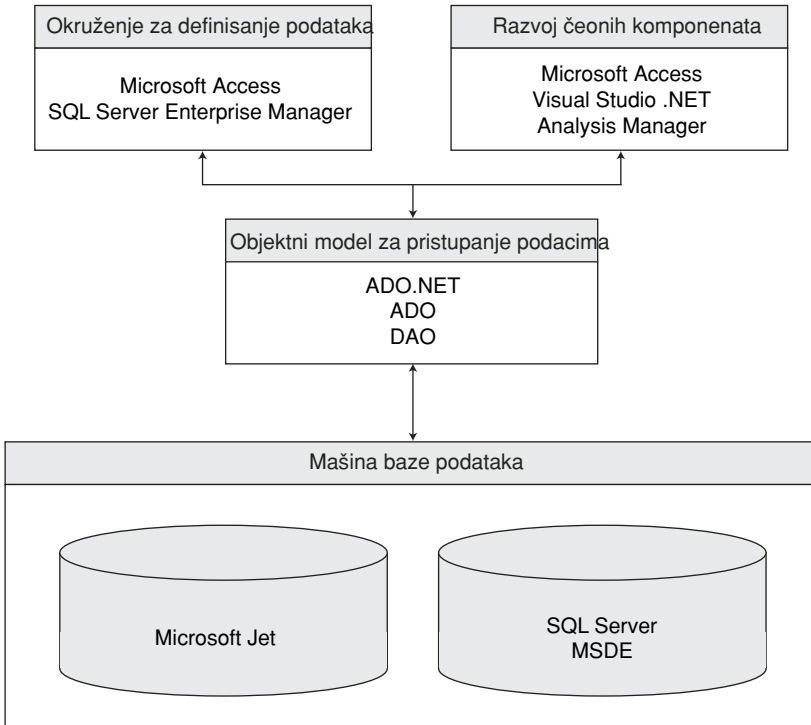 Okruženje za definisanje podataka
Microsoft Access
SQL Server Enterprise Manager
Razvoj čeonih komponenata
Microsoft Access
Visual Studio .NET
Analysis Manager
Objektni model za pristupanje podacima
ADO.NET
ADO
DAO
Mašina baze podataka
Microsoft Jet
SQL Server
MSDE